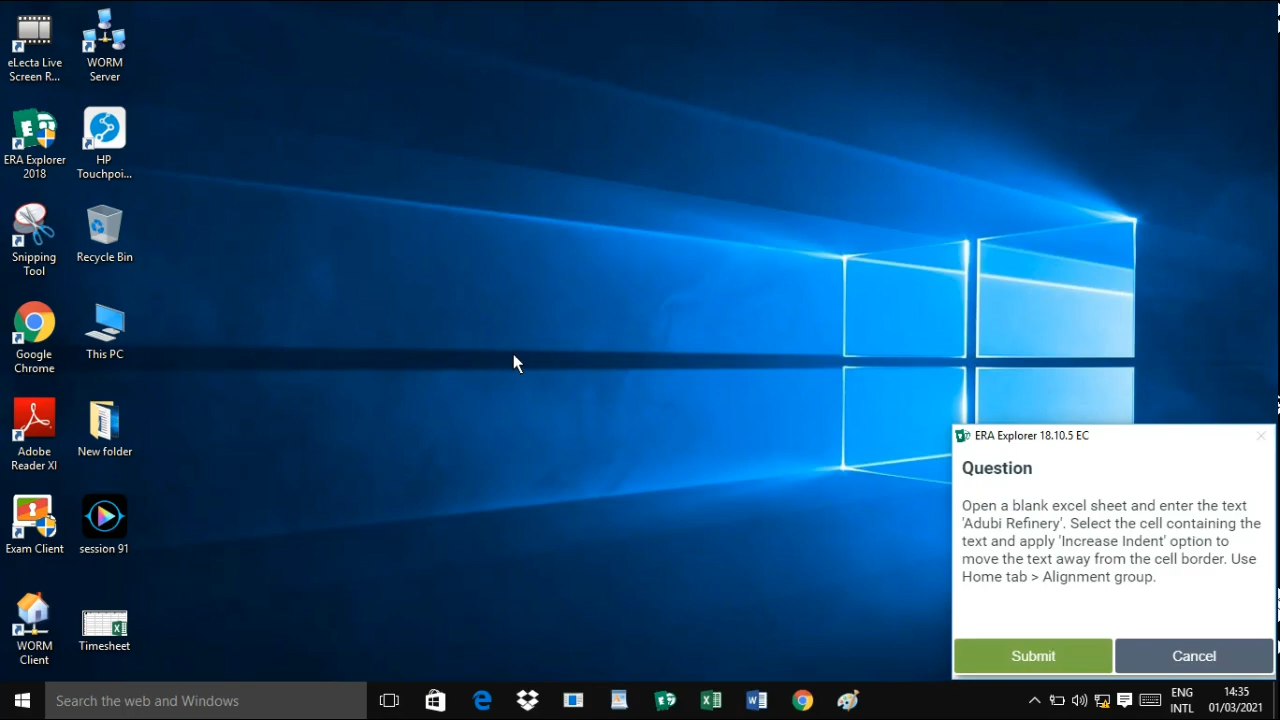 eLecta Live
Screen R...
WORM
Server
ERA Explorer
2018
HP
Touchpoi...
Snipping
Tool
Recycle Bin
Google
Chrome
This PC
Adobe
Reader XI
New folder
Exam Client
session 91
WORM
Client
Timesheet
ERA Explorer 18.10.5 EC
Question
Open a blank excel sheet and enter the text
'Adubi Refinery'. Select the cell containing the
text and apply 'Increase Indent' option to
move the text away from the cell border. Use
Home tab > Alignment group.
Submit
Cancel
Search the web and Windows
ENG
INTL
14:35
01/03/2021